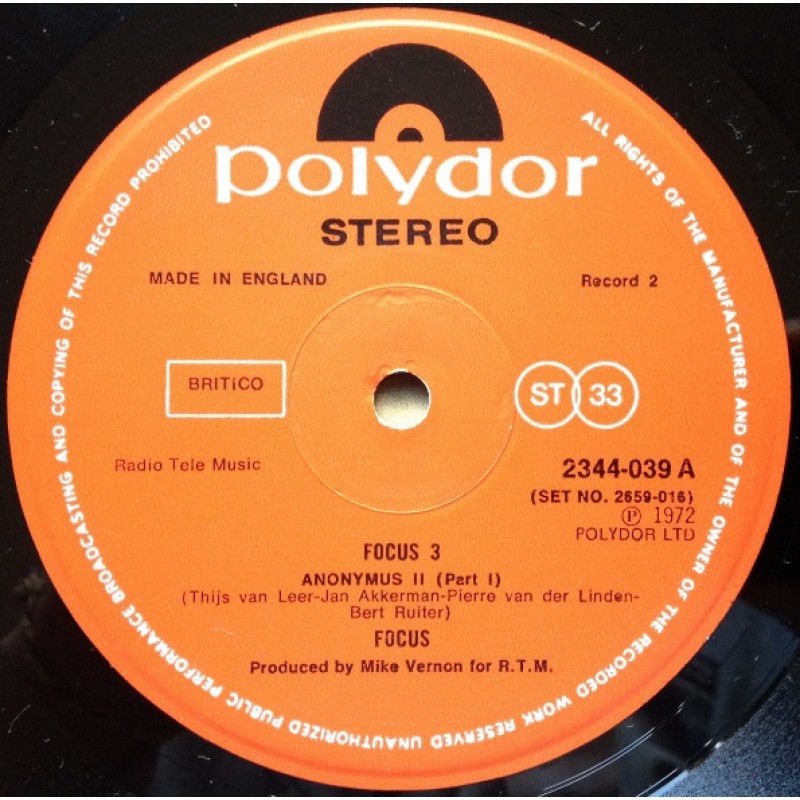 polydor
STEREO
MADE IN ENGLAND
Record 2
BRITICO
ST 33
Radio Tele Music
2344-039 A
(SET NO. 2659-016)
Ⓟ 1972
POLYDOR LTD
FOCUS 3
ANONYMUS II (Part I)
(Thijs van Leer-Jan Akkerman-Pierre van der Linden-
Bert Ruiter)
FOCUS
Produced by Mike Vernon for R.T.M.
ALL RIGHTS OF THE MANUFACTURER AND OF THE OWNER OF THE RECORDED WORK RESERVED UNAUTHORIZED PUBLIC PERFORMANCE BROADCASTING AND COPYING OF THIS RECORD PROHIBITED